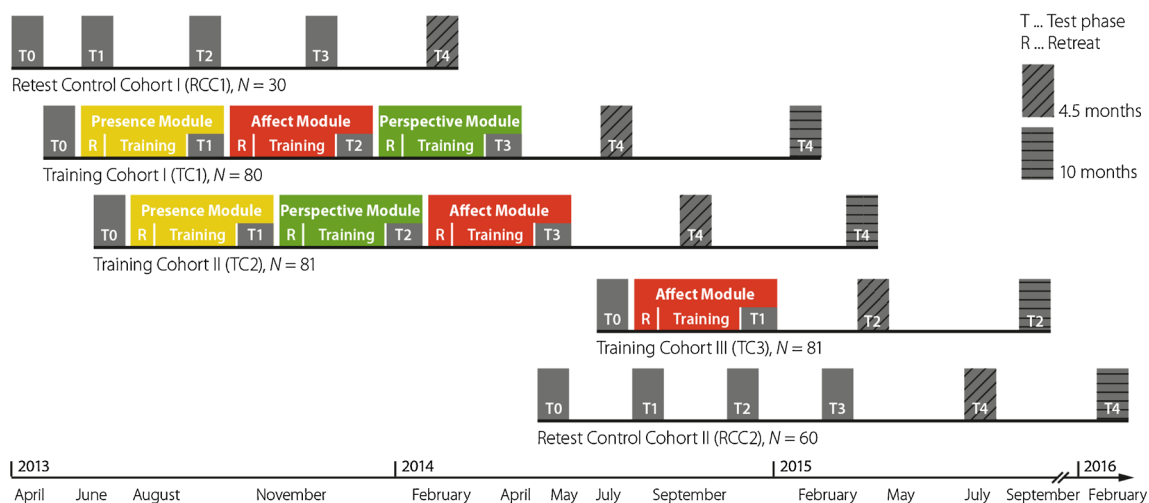 T ... Test phase
R ... Retreat
4.5 months
10 months
T0 T1 T2 T3 T4
Retest Control Cohort I (RCC1), N = 30
Presence Module Affect Module Perspective Module
T0 R Training T1 R Training T2 R Training T3 T4 T4
Training Cohort I (TC1), N = 80
Presence Module Perspective Module Affect Module
T0 R Training T1 R Training T2 R Training T3 T4 T4
Training Cohort II (TC2), N = 81
Affect Module
T0 R Training T1 T2 T2
Training Cohort III (TC3), N = 81
T0 T1 T2 T3 T4 T4
Retest Control Cohort II (RCC2), N = 60
2013 2014 2015 2016
April June August November February April May July September February May July September February